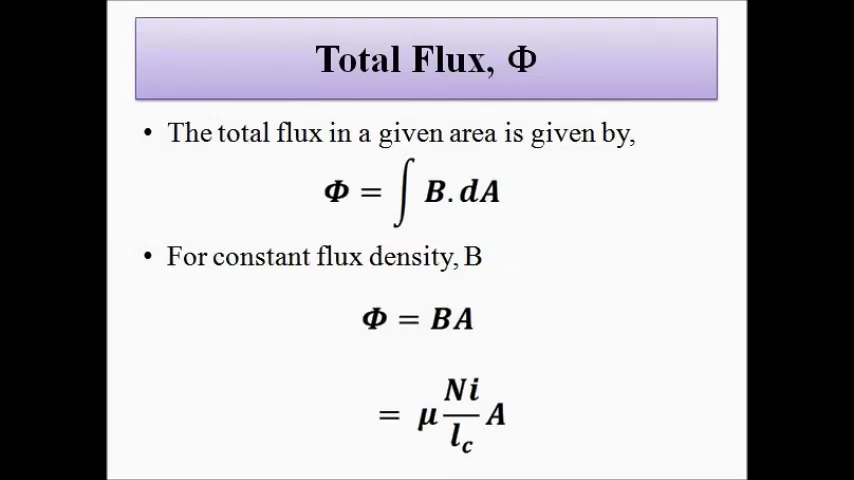 Total Flux, Φ
• The total flux in a given area is given by,
Φ = ∫ B.dA
• For constant flux density, B
Φ = BA
= μ Ni/l_c A